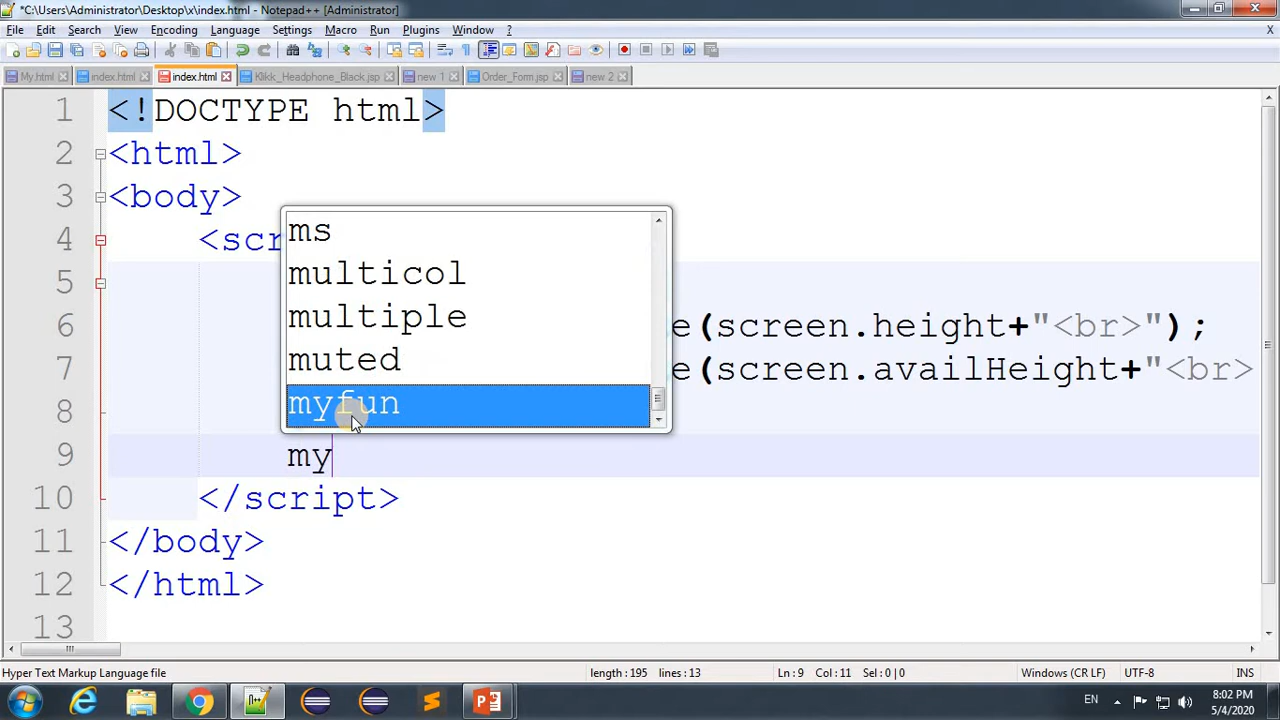 *C:\Users\Administrator\Desktop\x\index.html - Notepad++ [Administrator]
File Edit Search View Encoding Language Settings Tools Macro Run Plugins Window ? X
My.html index.html index.html Klikk_Headphone_Black.jsp new 1 Order_Form.jsp new 2
1 <!DOCTYPE html>
2 <html>
3 <body>
4 <scr
5
6 e(screen.height+"<br>");
7 e(screen.availHeight+"<br>
8
9 my
10 </script>
11 </body>
12 </html>
13
ms
multicol
multiple
muted
myfun
Hyper Text Markup Language file length : 195 lines : 13 Ln : 9 Col : 11 Sel : 0 | 0 Windows (CR LF) UTF-8 INS
EN 8:02 PM
5/4/2020